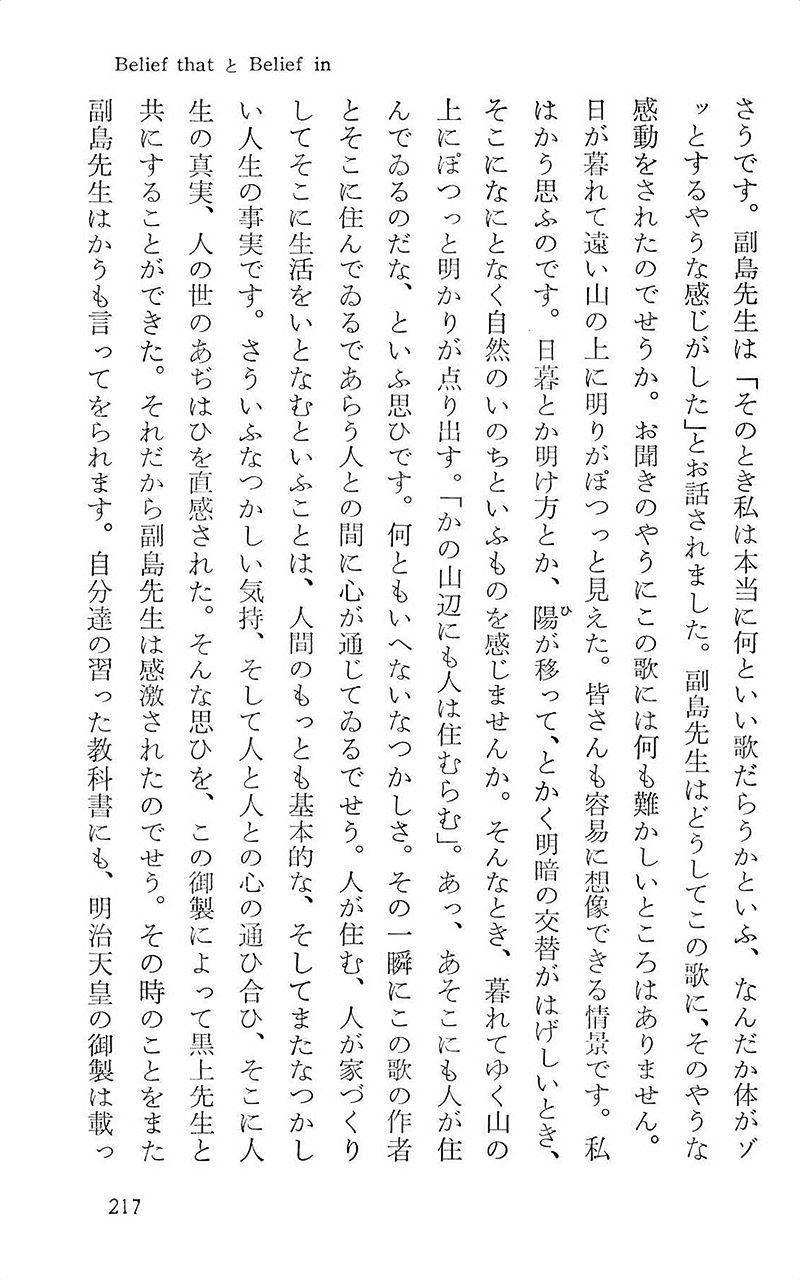 Belief that と Belief in
さうです。副島先生は「そのとき私は本当に何といい歌だらうかといふ、なんだか体がゾ
ッとするやうな感じがした」とお話されました。副島先生はどうしてこの歌に、そのやうな
感動をされたのでせうか。お聞きのやうにこの歌には何も難かしいところはありません。
日が暮れて遠い山の上に明りがぽつっと見えた。皆さんも容易に想像できる情景です。私
はかう思ふのです。日暮とか明け方とか、陽が移って、とかく明暗の交替がはげしいとき、
ひ
そこになにとなく自然のいのちといふものを感じませんか。そんなとき、暮れてゆく山の
上にぽつっと明かりが点り出す。「かの山辺にも人は住むらむ」。あっ、あそこにも人が住
んでゐるのだな、といふ思ひです。何ともいへないなつかしさ。その一瞬にこの歌の作者
とそこに住んでゐるであらう人との間に心が通じてゐるでせう。人が住む、人が家づくり
してそこに生活をいとなむといふことは、人間のもっとも基本的な、そしてまたなつかし
い人生の事実です。さういふなつかしい気持、そして人と人との心の通ひ合ひ、そこに人
生の真実、人の世のあぢはひを直感された。そんな思ひを、この御製によって黒上先生と
共にすることができた。それだから副島先生は感激されたのでせう。その時のことをまた
副島先生はかうも言ってをられます。自分達の習った教科書にも、明治天皇の御製は載っ
217